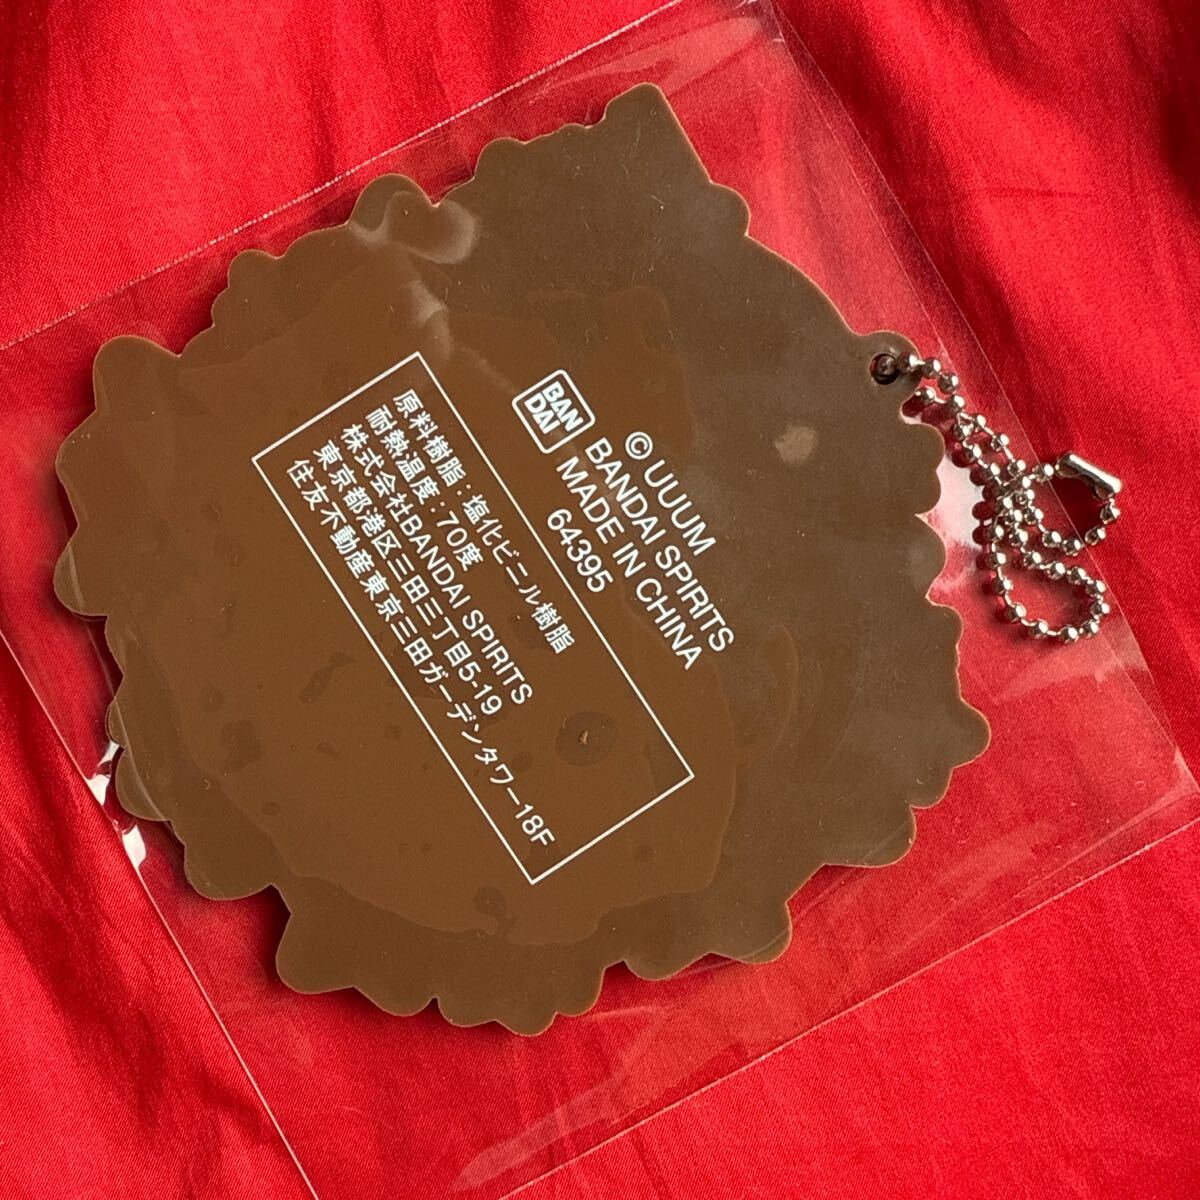 © UUUM
BANDAI SPIRITS
MADE IN CHINA
64395
BAN
DAI
原料樹脂：塩化ビニル樹脂
耐熱温度：70度
株式会社BANDAI SPIRITS
東京都港区三田三丁目5-19
住友不動産東京三田ガーデンタワー18F